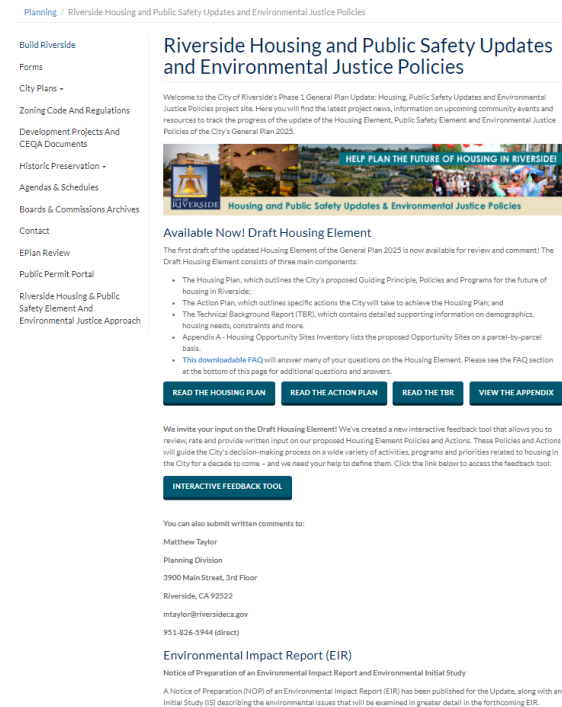 Planning / Riverside Housing and Public Safety Updates and Environmental Justice Policies
Build Riverside
Forms
City Plans
Zoning Code And Regulations
Development Projects And
CEQA Documents
Historic Preservation
Agendas & Schedules
Boards & Commissions Archives
Contact
EPlan Review
Public Permit Portal
Riverside Housing & Public
Safety Element And
Environmental Justice Approach
Riverside Housing and Public Safety Updates
and Environmental Justice Policies
Welcome to the City of Riverside's Phase 1 General Plan Update: Housing, Public Safety Updates and Environmental
Justice Policies project site. Here you will find the latest project news, information on upcoming community events and
resources to track the progress of the update of the Housing Element, Public Safety Element and Environmental Justice
Policies of the City's General Plan 2025.
HELP PLAN THE FUTURE OF HOUSING IN RIVERSIDE!
CITY OF
RIVERSIDE
Housing and Public Safety Updates & Environmental Justice Policies
Available Now! Draft Housing Element
The first draft of the updated Housing Element of the General Plan 2025 is now available for review and comment! The
Draft Housing Element consists of three main components:
• The Housing Plan, which outlines the City's proposed Guiding Principle, Policies and Programs for the future of
housing in Riverside;
• The Action Plan, which outlines specific actions the City will take to achieve the Housing Plan; and
• The Technical Background Report (TBR), which contains detailed supporting information on demographics,
housing needs, constraints and more.
• Appendix A - Housing Opportunity Sites Inventory lists the proposed Opportunity Sites on a parcel-by-parcel
basis.
• This downloadable FAQ will answer many of your questions on the Housing Element. Please see the FAQ section
at the bottom of this page for additional questions and answers.
READ THE HOUSING PLAN
READ THE ACTION PLAN
READ THE TBR
VIEW THE APPENDIX
We invite your input on the Draft Housing Element! We've created a new interactive feedback tool that allows you to
review, rate and provide written input on our proposed Housing Element Policies and Actions. These Policies and Actions
will guide the City's decision-making process on a wide variety of activities, programs and priorities related to housing in
the City for a decade to come – and we need your help to define them. Click the link below to access the feedback tool:
INTERACTIVE FEEDBACK TOOL
You can also submit written comments to:
Matthew Taylor
Planning Division
3900 Main Street, 3rd Floor
Riverside, CA 92522
mtaylor@riversideca.gov
951-826-5944 (direct)
Environmental Impact Report (EIR)
Notice of Preparation of an Environmental Impact Report and Environmental Initial Study
A Notice of Preparation (NOP) of an Environmental Impact Report (EIR) has been published for the Update, along with an
Initial Study (IS) describing the environmental issues that will be examined in greater detail in the forthcoming EIR.